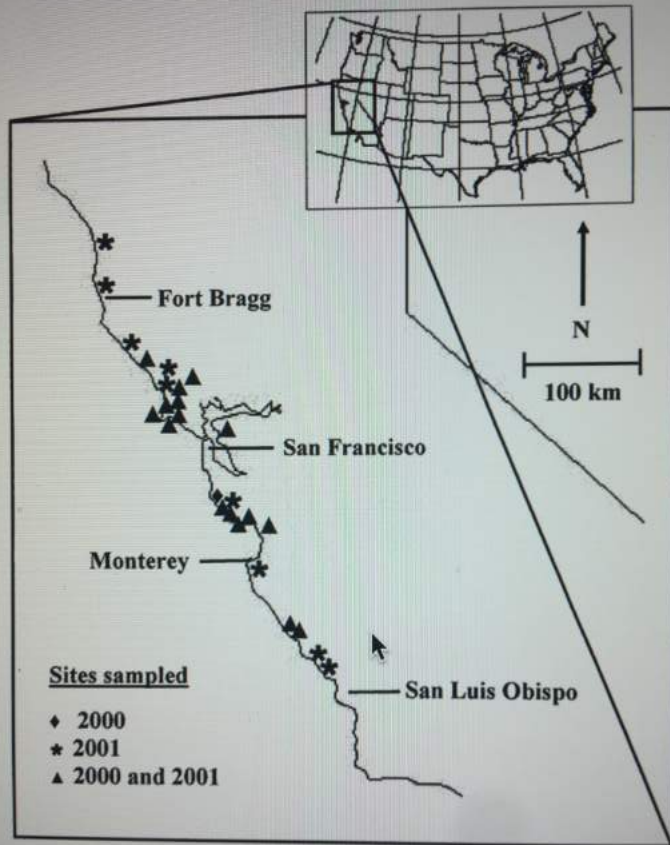 N
100 km
Fort Bragg
San Francisco
Monterey
San Luis Obispo
Sites sampled
♦ 2000
* 2001
▲ 2000 and 2001